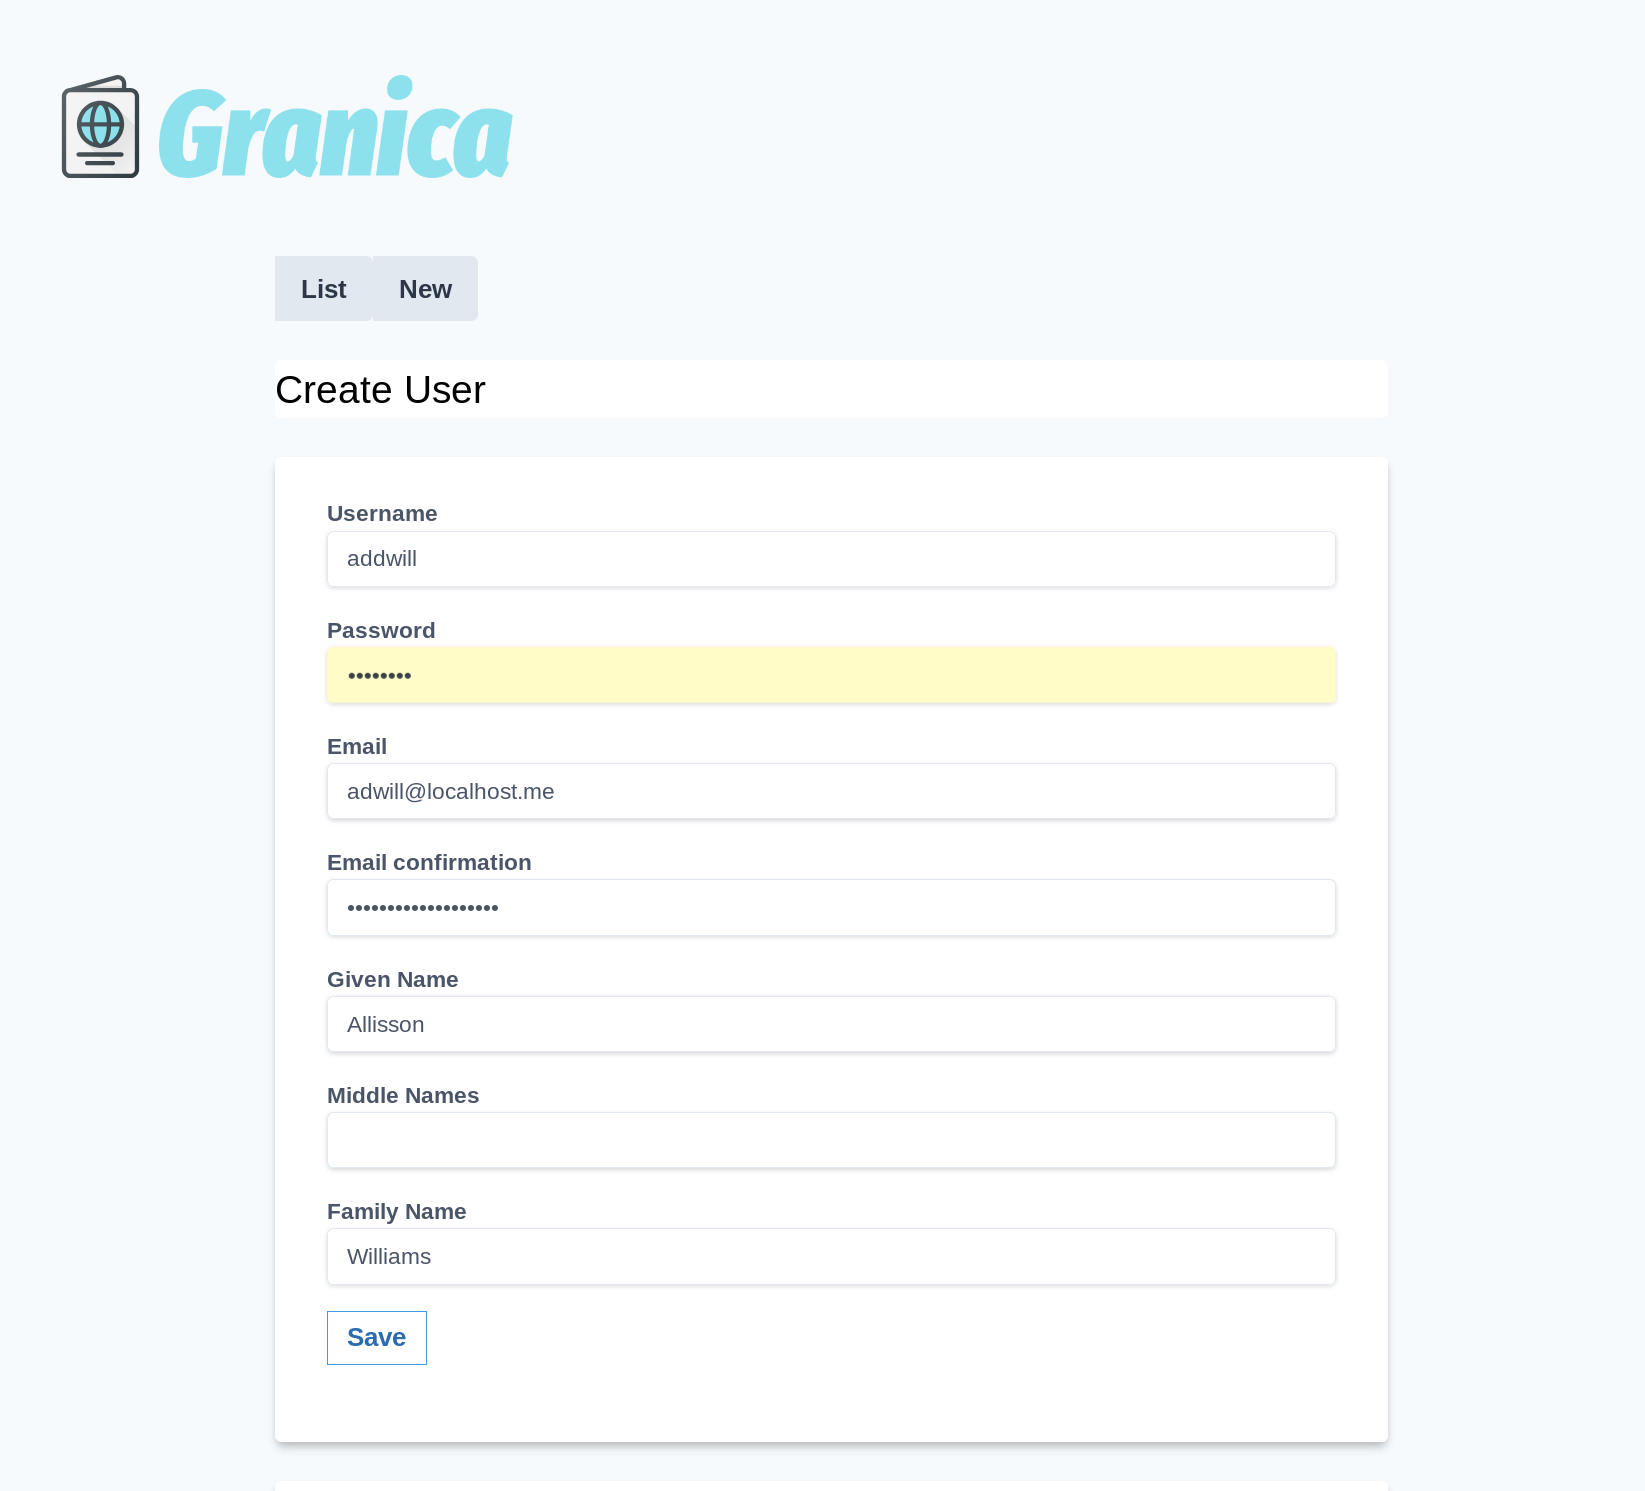 Granica
List New
Create User
Username
addwill
Password
••••••••
Email
adwill@localhost.me
Email confirmation
•••••••••••••••••••
Given Name
Allisson
Middle Names
Family Name
Williams
Save